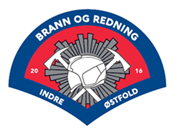 BRANN OG REDNING
20 16
INDRE ØSTFOLD